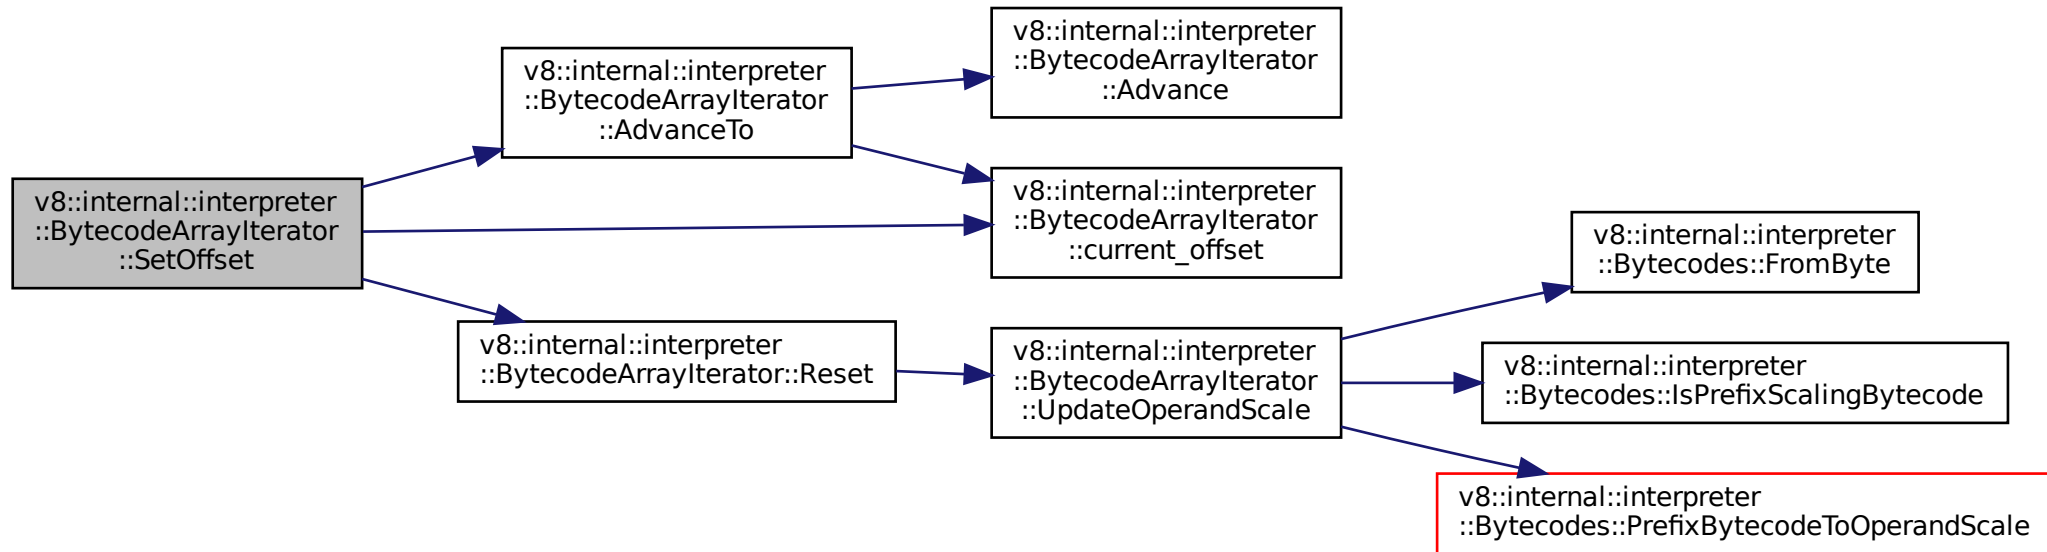 v8::internal::interpreter
::BytecodeArrayIterator
::SetOffset
v8::internal::interpreter
::BytecodeArrayIterator
::AdvanceTo
v8::internal::interpreter
::BytecodeArrayIterator
::Advance
v8::internal::interpreter
::BytecodeArrayIterator
::current_offset
v8::internal::interpreter
::BytecodeArrayIterator::Reset
v8::internal::interpreter
::BytecodeArrayIterator
::UpdateOperandScale
v8::internal::interpreter
::Bytecodes::FromByte
v8::internal::interpreter
::Bytecodes::IsPrefixScalingBytecode
v8::internal::interpreter
::Bytecodes::PrefixBytecodeToOperandScale